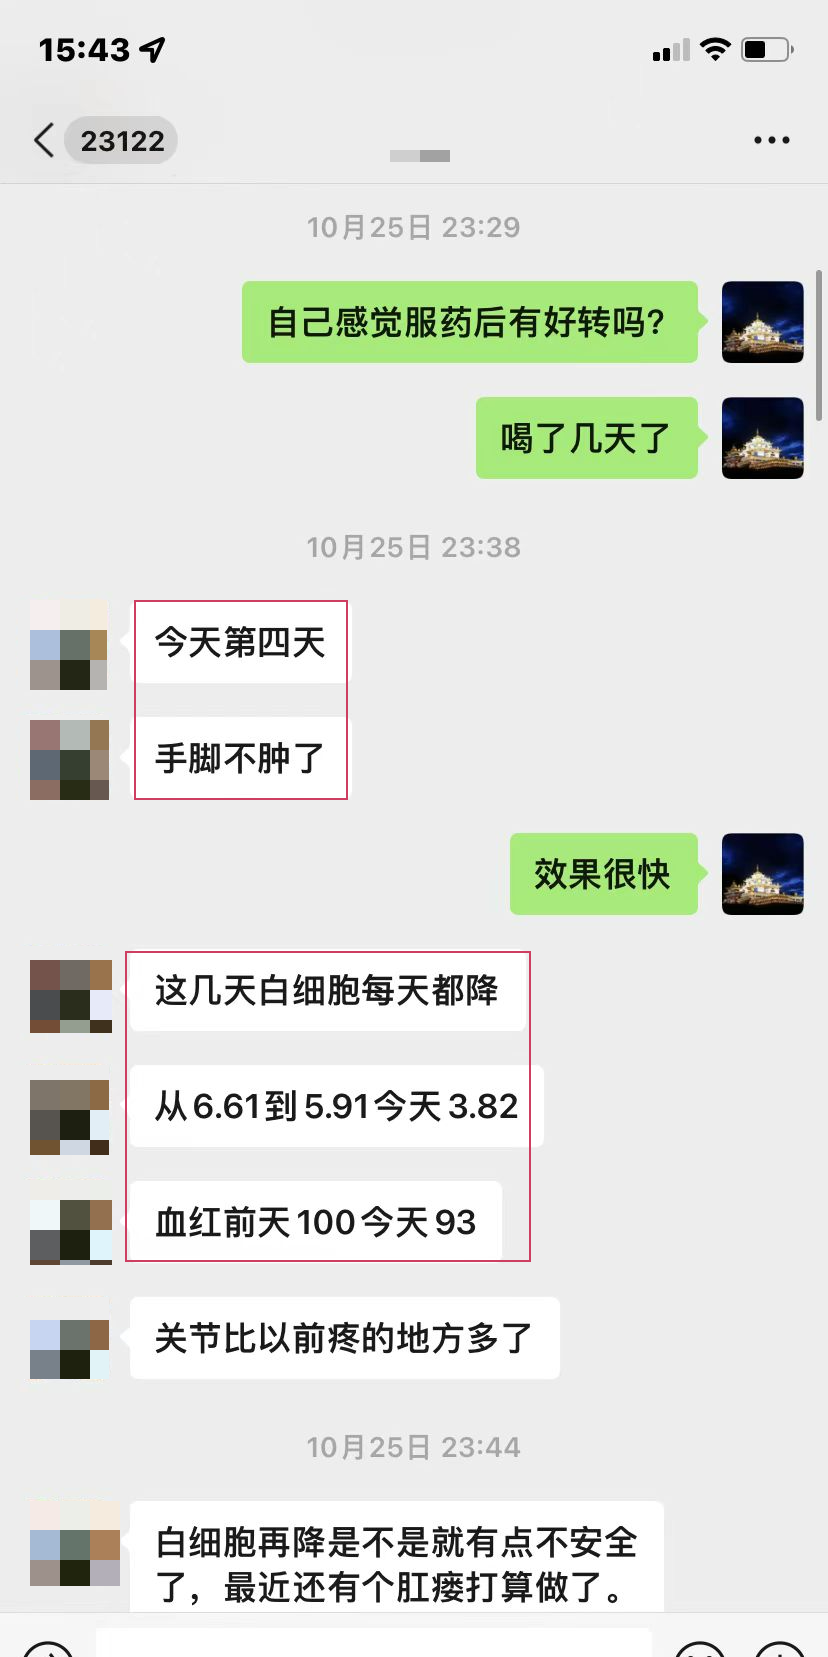 15:43
23122
10月25日 23:29
自己感觉服药后有好转吗?
喝了几天了
10月25日 23:38
今天第四天
手脚不肿了
效果很快
这几天白细胞每天都降
从6.61到5.91今天3.82
血红前天100今天93
关节比以前疼的地方多了
10月25日 23:44
白细胞再降是不是就有点不安全
了，最近还有个肛瘘打算做了。